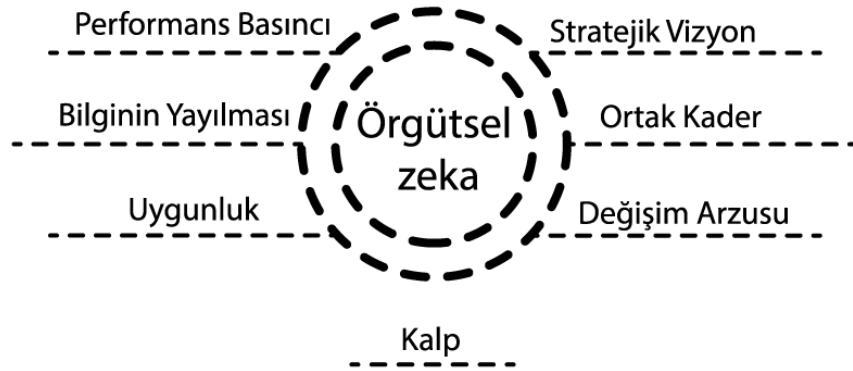 Performans Basıncı
Stratejik Vizyon
Bilginin Yayılması
Örgütsel
zeka
Ortak Kader
Uygunluk
Değişim Arzusu
Kalp